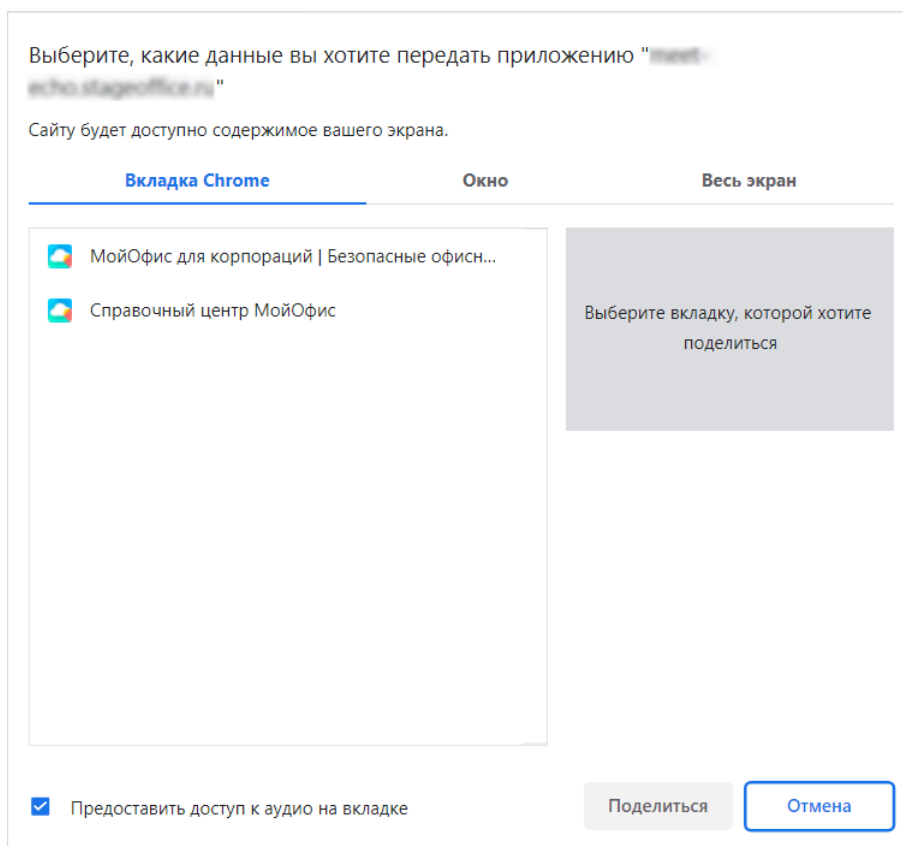 Выберите, какие данные вы хотите передать приложению "
"
Сайту будет доступно содержимое вашего экрана.
Вкладка Chrome Окно Весь экран
МойОфис для корпораций | Безопасные офисн...
Справочный центр МойОфис
Выберите вкладку, которой хотите
поделиться
Предоставить доступ к аудио на вкладке
Поделиться Отмена